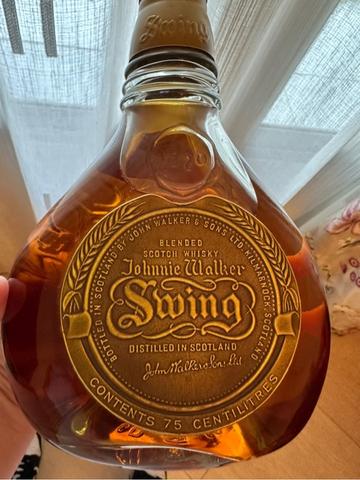 Swing
BOTTLED IN SCOTLAND BY JOHN WALKER & SONS LTD. KILMARNOCK, SCOTLAND
BLENDED
SCOTCH WHISKY
Johnnie Walker
Swing
DISTILLED IN SCOTLAND
John Walker & Sons Ltd
CONTENTS 75 CENTILITRES